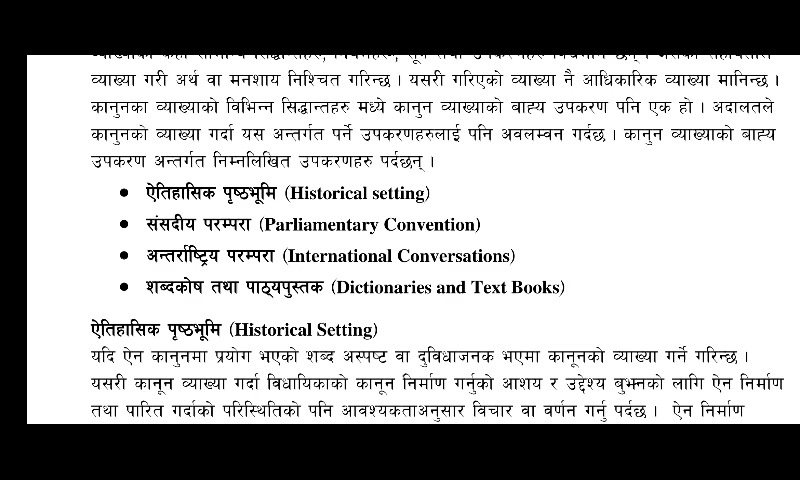 व्याख्या गरी अर्थ वा मनशाय निश्चित गरिन्छ । यसरी गरिएको व्याख्या नै आधिकारिक व्याख्या मानिन्छ ।
कानुनका व्याख्याको विभिन्न सिद्धान्तहरु मध्ये कानुन व्याख्याको बाह्य उपकरण पनि एक हो । अदालतले
कानुनको व्याख्या गर्दा यस अन्तर्गत पर्ने उपकरणहरुलाई पनि अवलम्वन गर्दछ । कानुन व्याख्याको बाह्य
उपकरण अन्तर्गत निम्नलिखित उपकरणहरु पर्दछन् ।
• ऐतिहासिक पृष्ठभूमि (Historical setting)
• संसदीय परम्परा (Parliamentary Convention)
• अन्तर्राष्ट्रिय परम्परा (International Conversations)
• शब्दकोष तथा पाठ्यपुस्तक (Dictionaries and Text Books)
ऐतिहासिक पृष्ठभूमि (Historical Setting)
यदि ऐन कानुनमा प्रयोग भएको शब्द अस्पष्ट वा दुविधाजनक भएमा कानूनको व्याख्या गर्ने गरिन्छ ।
यसरी कानून व्याख्या गर्दा विधायिकाको कानून निर्माण गर्नुको आशय र उद्देश्य बुझनको लागि ऐन निर्माण
तथा पारित गर्दाको परिस्थितिको पनि आवश्यकताअनुसार विचार वा वर्णन गर्नु पर्दछ । ऐन निर्माण